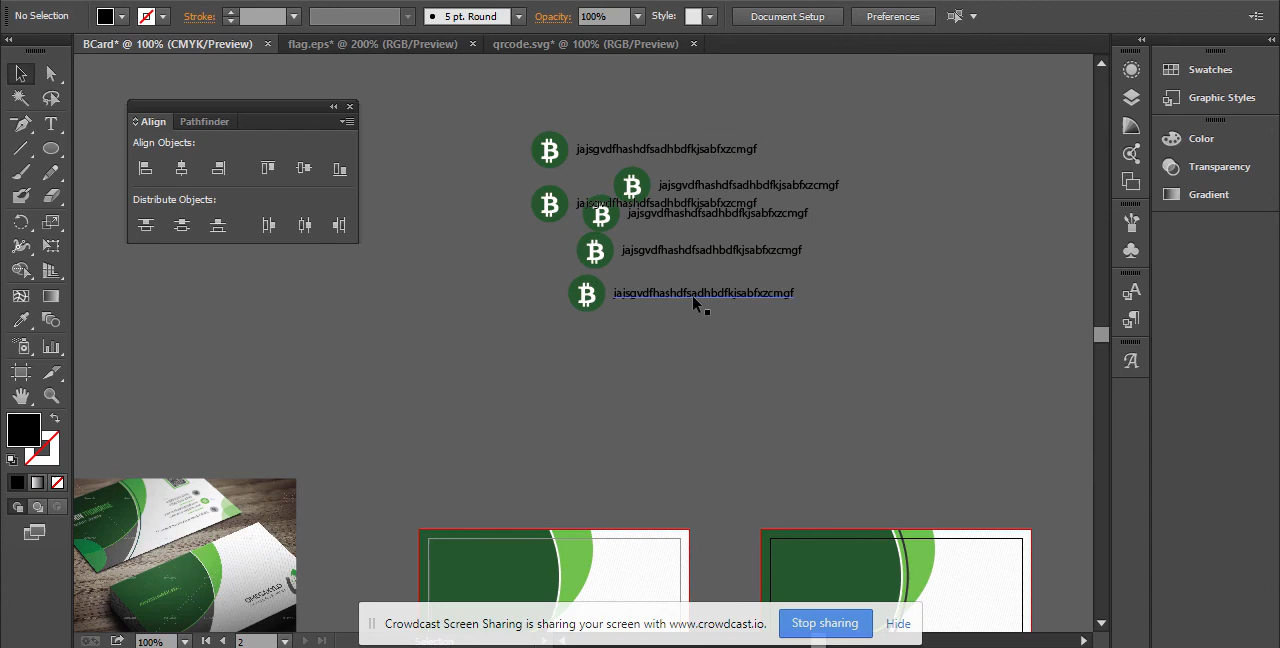 No Selection
Stroke:
5 pt. Round
Opacity:
100%
Style:
Document Setup
Preferences
BCard* @ 100% (CMYK/Preview)
flag.eps* @ 200% (RGB/Preview)
qrcode.svg* @ 100% (RGB/Preview)
Align
Pathfinder
Align Objects:
Distribute Objects:
jajsgvdfhashdfsadhbdfkjsabfxzcmgf
jajsgvdfhashdfsadhbdfkjsabfxzcmgf
jajsgvdfhashdfsadhbdfkjsabfxzcmgf
jajsgvdfhashdfsadhbdfkjsabfxzcmgf
jajsgvdfhashdfsadhbdfkjsabfxzcmgf
jajsgvdfhashdfsadhbdfkjsabfxzcmgf
Swatches
Graphic Styles
Color
Transparency
Gradient
Crowdcast Screen Sharing is sharing your screen with www.crowdcast.io.
Stop sharing
Hide
100%
2
Selection